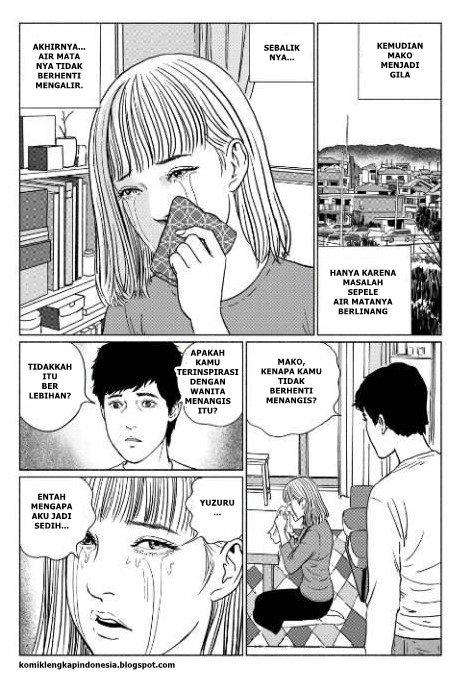 KEMUDIAN
MAKO
MENJADI
GILA
HANYA KARENA
MASALAH
SEPELE
AIR MATANYA
BERLINANG
SEBALIK
NYA...
AKHIRNYA...
AIR MATA
NYA TIDAK
BERHENTI
MENGALIR.
MAKO,
KENAPA KAMU
TIDAK
BERHENTI
MENANGIS?
APAKAH
KAMU
TERINSPIRASI
DENGAN
WANITA
MENANGIS
ITU?
TIDAKKAH
ITU
BER
LEBIHAN?
YUZURU
...
ENTAH
MENGAPA
AKU JADI
SEDIH...
komiklengkapindonesia.blogspot.com